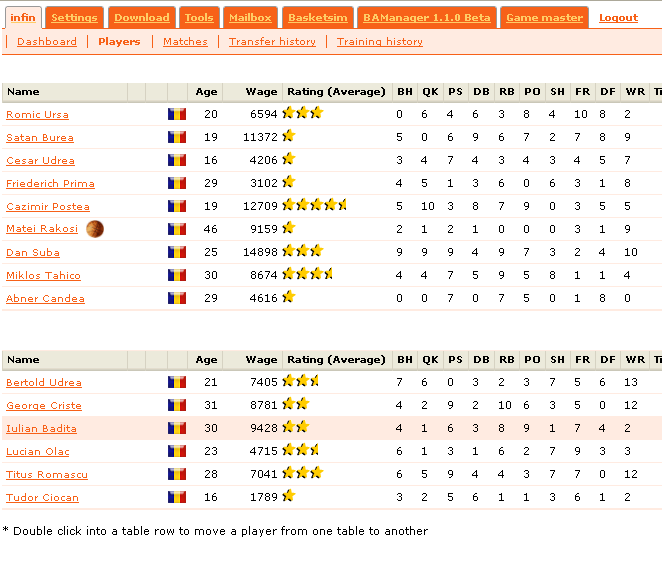 infin Settings Download Tools Mailbox Basketsim BAManager 1.1.0 Beta Game master Logout
Dashboard Players Matches Transfer history Training history
Name Age Wage Rating (Average) BH QK PS DB RB PO SH FR DF WR
Romic Ursa 20 6594 0 6 4 6 3 8 4 10 8 2
Satan Burea 19 11372 5 0 6 9 6 7 2 7 8 9
Cesar Udrea 16 4206 3 4 7 4 3 4 3 4 5 7
Friederich Prima 29 3102 4 5 1 3 6 0 6 3 1 8
Cazimir Postea 19 12709 5 10 3 8 7 9 0 3 5 5
Matei Rakosi 46 9159 2 1 2 1 0 0 0 3 1 9
Dan Suba 25 14898 9 9 9 4 9 7 3 2 4 10
Miklos Tahico 30 8674 4 4 7 5 9 5 8 1 1 4
Abner Candea 29 4616 0 0 7 0 7 5 0 1 8 0
Name Age Wage Rating (Average) BH QK PS DB RB PO SH FR DF WR
Bertold Udrea 21 7405 7 6 0 3 2 3 7 5 6 13
George Criste 31 8781 4 2 9 2 10 6 3 5 0 12
Iulian Badita 30 9428 4 1 6 3 8 9 1 7 4 2
Lucian Olac 23 4715 6 1 3 1 6 2 7 9 3 3
Titus Romascu 28 7041 6 5 9 4 4 3 7 7 0 12
Tudor Ciocan 16 1789 3 2 5 6 1 1 3 6 1 2
* Double click into a table row to move a player from one table to another